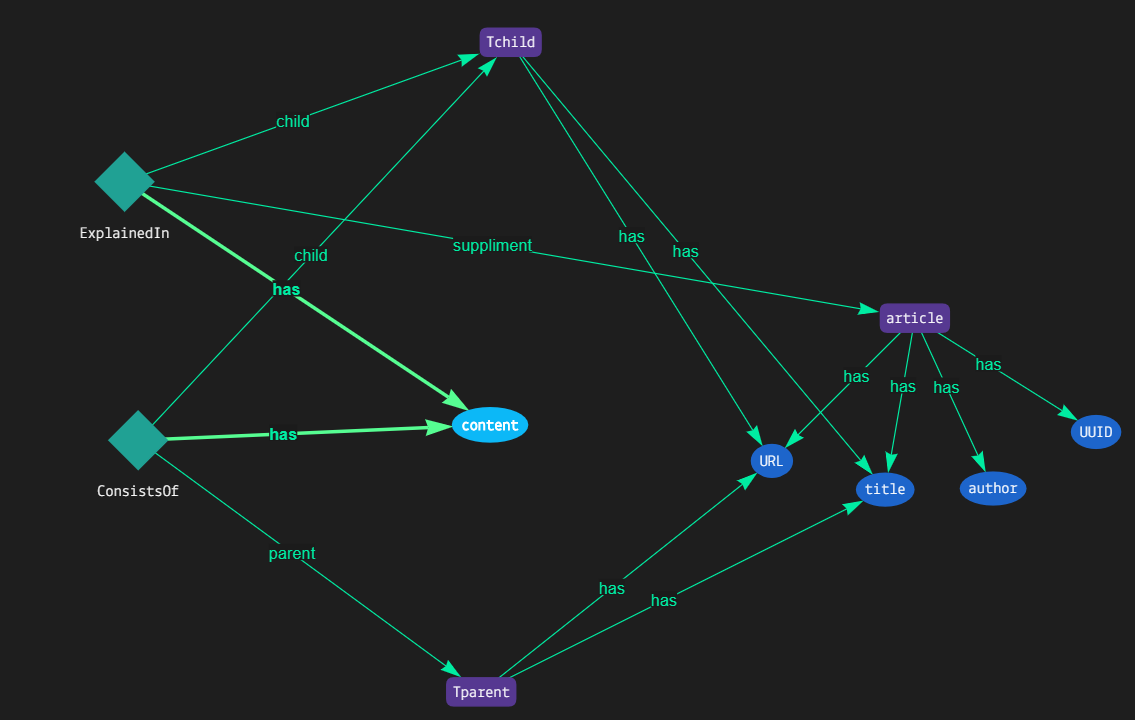 Tchild
child
ExplainedIn
suppliment
has
has
child
has
article
has
has
has
has
content
has
URL
title
author
UUID
ConsistsOf
parent
has
has
Tparent